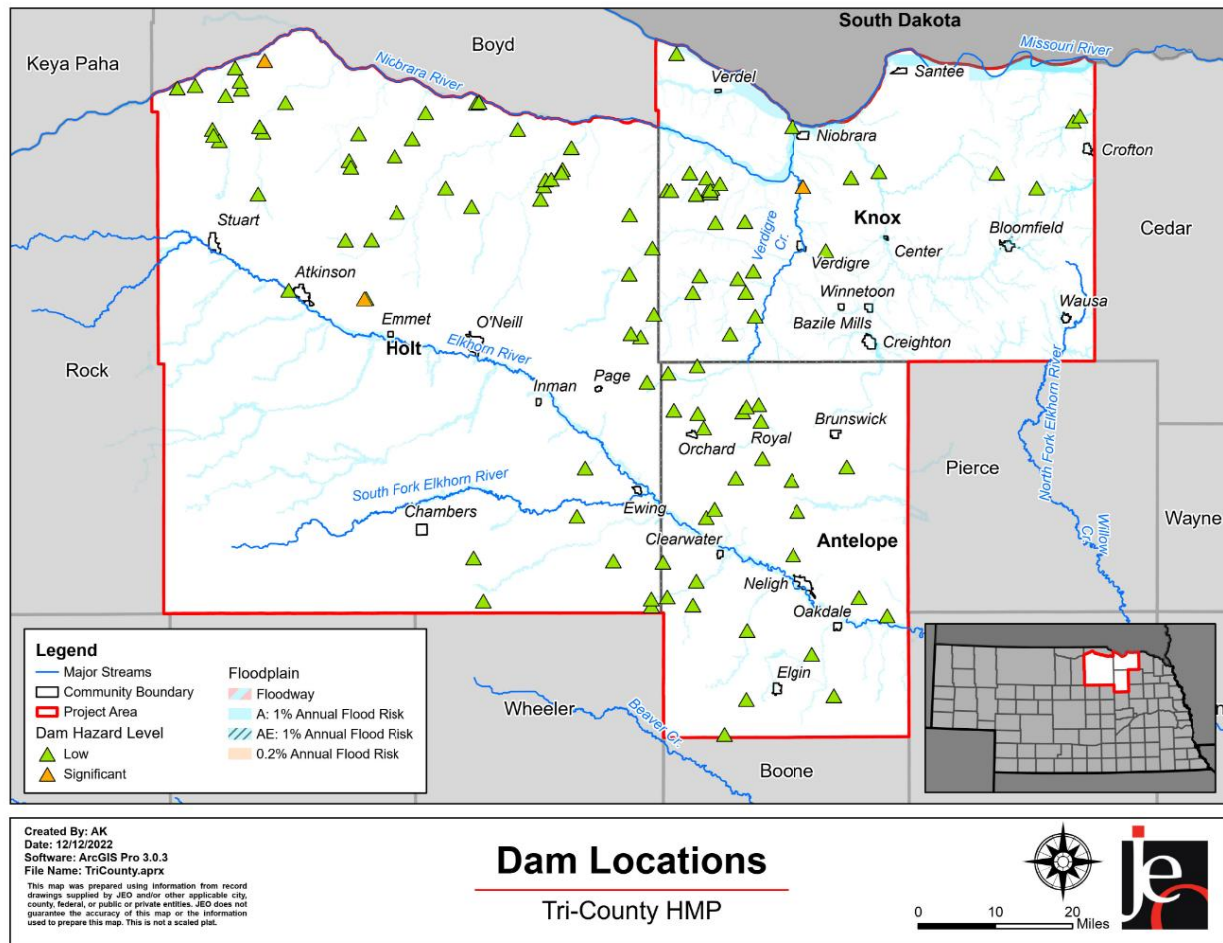 South Dakota
Missouri River
Keya Paha
Boyd
Niobrara River
Verdel
Santee
Niobrara
Crofton
Stuart
Verdigre
Cr.
Knox
Center
Bloomfield
Cedar
Verdigre
Atkinson
Winnetoon
Wausa
Emmet
O'Neill
Bazile Mills
Holt
Elkhorn River
Creighton
Rock
Inman
Page
Brunswick
Orchard
Royal
North Fork Elkhorn River
Pierce
South Fork Elkhorn River
Chambers
Ewing
Wayne
Willow
Cr.
Clearwater
Antelope
Neligh
Oakdale
Elgin
Wheeler
Beaver Cr.
Boone
Legend
Major Streams
Community Boundary
Project Area
Dam Hazard Level
Low
Significant
Floodplain
Floodway
A: 1% Annual Flood Risk
AE: 1% Annual Flood Risk
0.2% Annual Flood Risk
Created By: AK
Date: 12/12/2022
Software: ArcGIS Pro 3.0.3
File Name: TriCounty.aprx
This map was prepared using information from record
drawings supplied by JEO and/or other applicable city,
county, federal, or public or private entities. JEO does not
guarantee the accuracy of this map or the information
used to prepare this map. This is not a scaled plat.
Dam Locations
Tri-County HMP
0 10 20
Miles
jeo